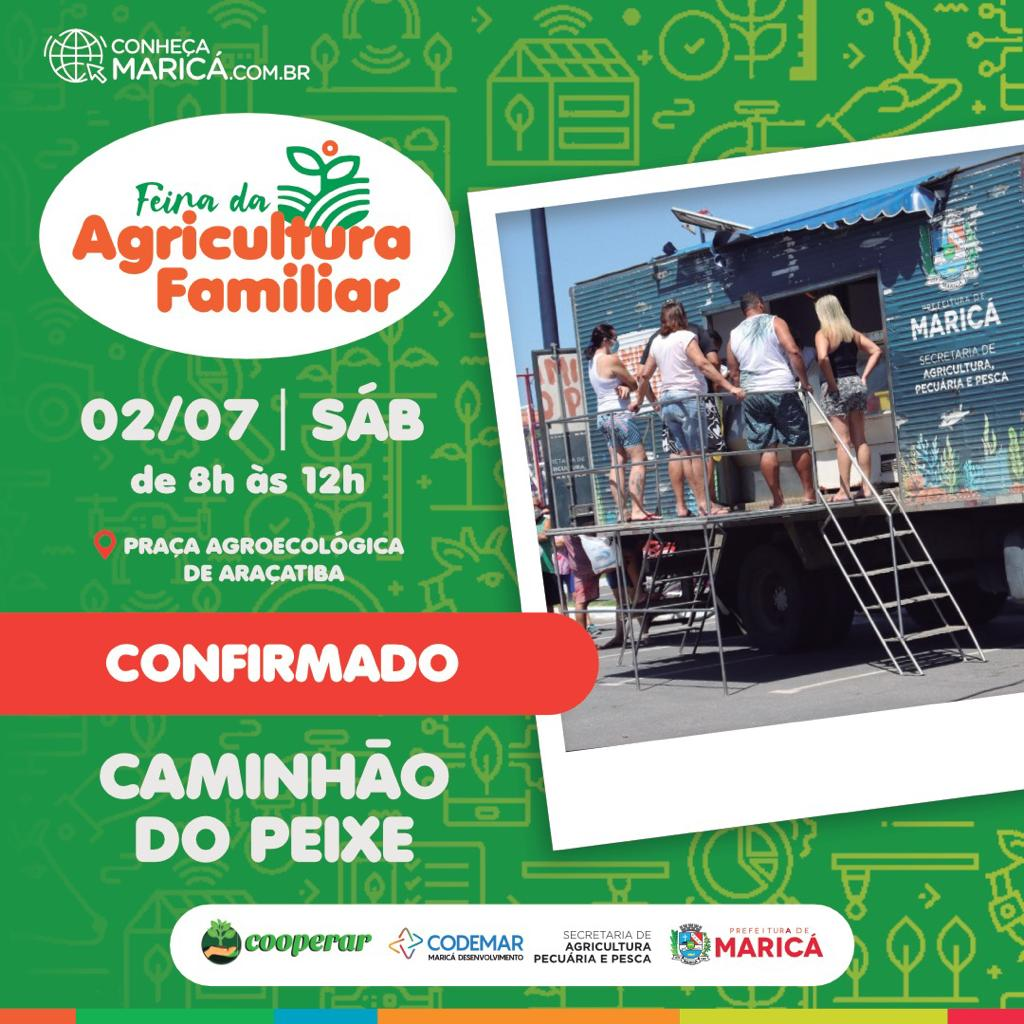 CONHEÇA
MARICÁ.COM.BR
Feira da
Agricultura
Familiar
02/07 | SÁB
de 8h às 12h
PRAÇA AGROECOLÓGICA
DE ARAÇATIBA
CONFIRMADO
CAMINHÃO
DO PEIXE
PREFEITURA DE
MARICÁ
SECRETARIA DE
AGRICULTURA,
PECUÁRIA E PESCA
cooperar
CODEMAR
MARICÁ DESENVOLVIMENTO
SECRETARIA DE
AGRICULTURA
PECUÁRIA E PESCA
PREFEITURA DE
MARICÁ